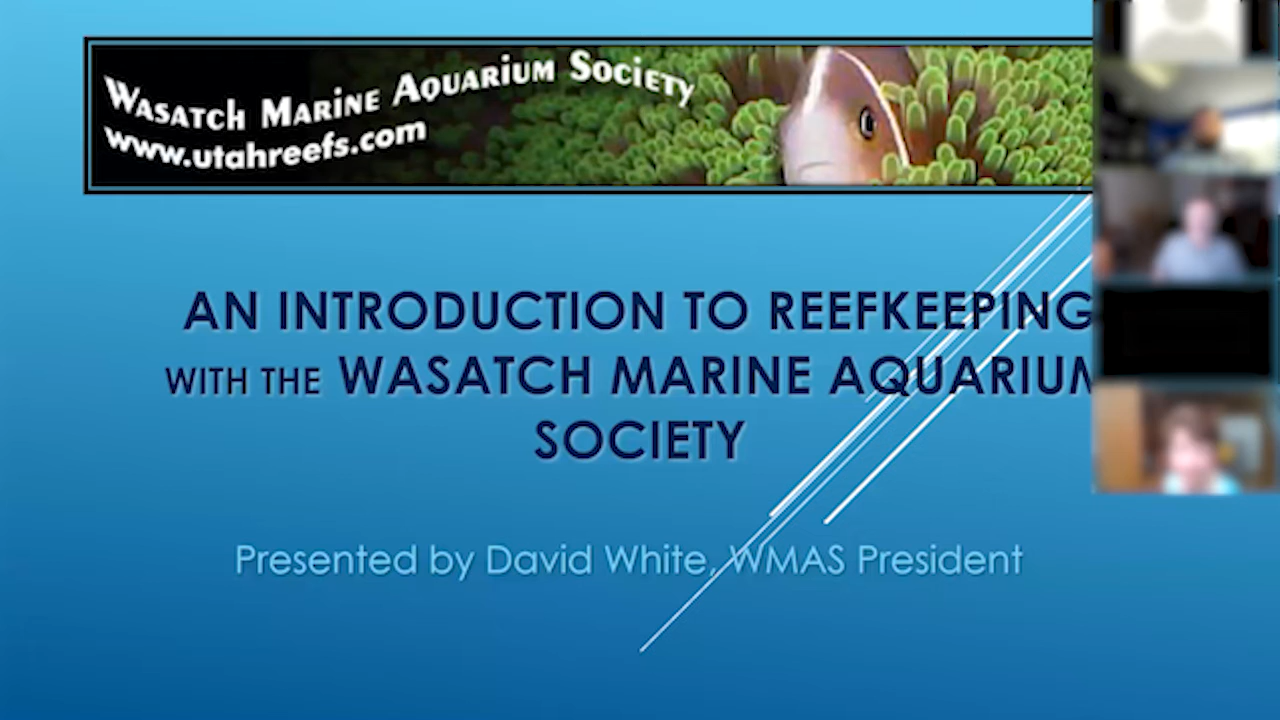 Wasatch Marine Aquarium Society
www.utahreefs.com
AN INTRODUCTION TO REEFKEEPING
WITH THE WASATCH MARINE AQUARIUM
SOCIETY
Presented by David White, WMAS President